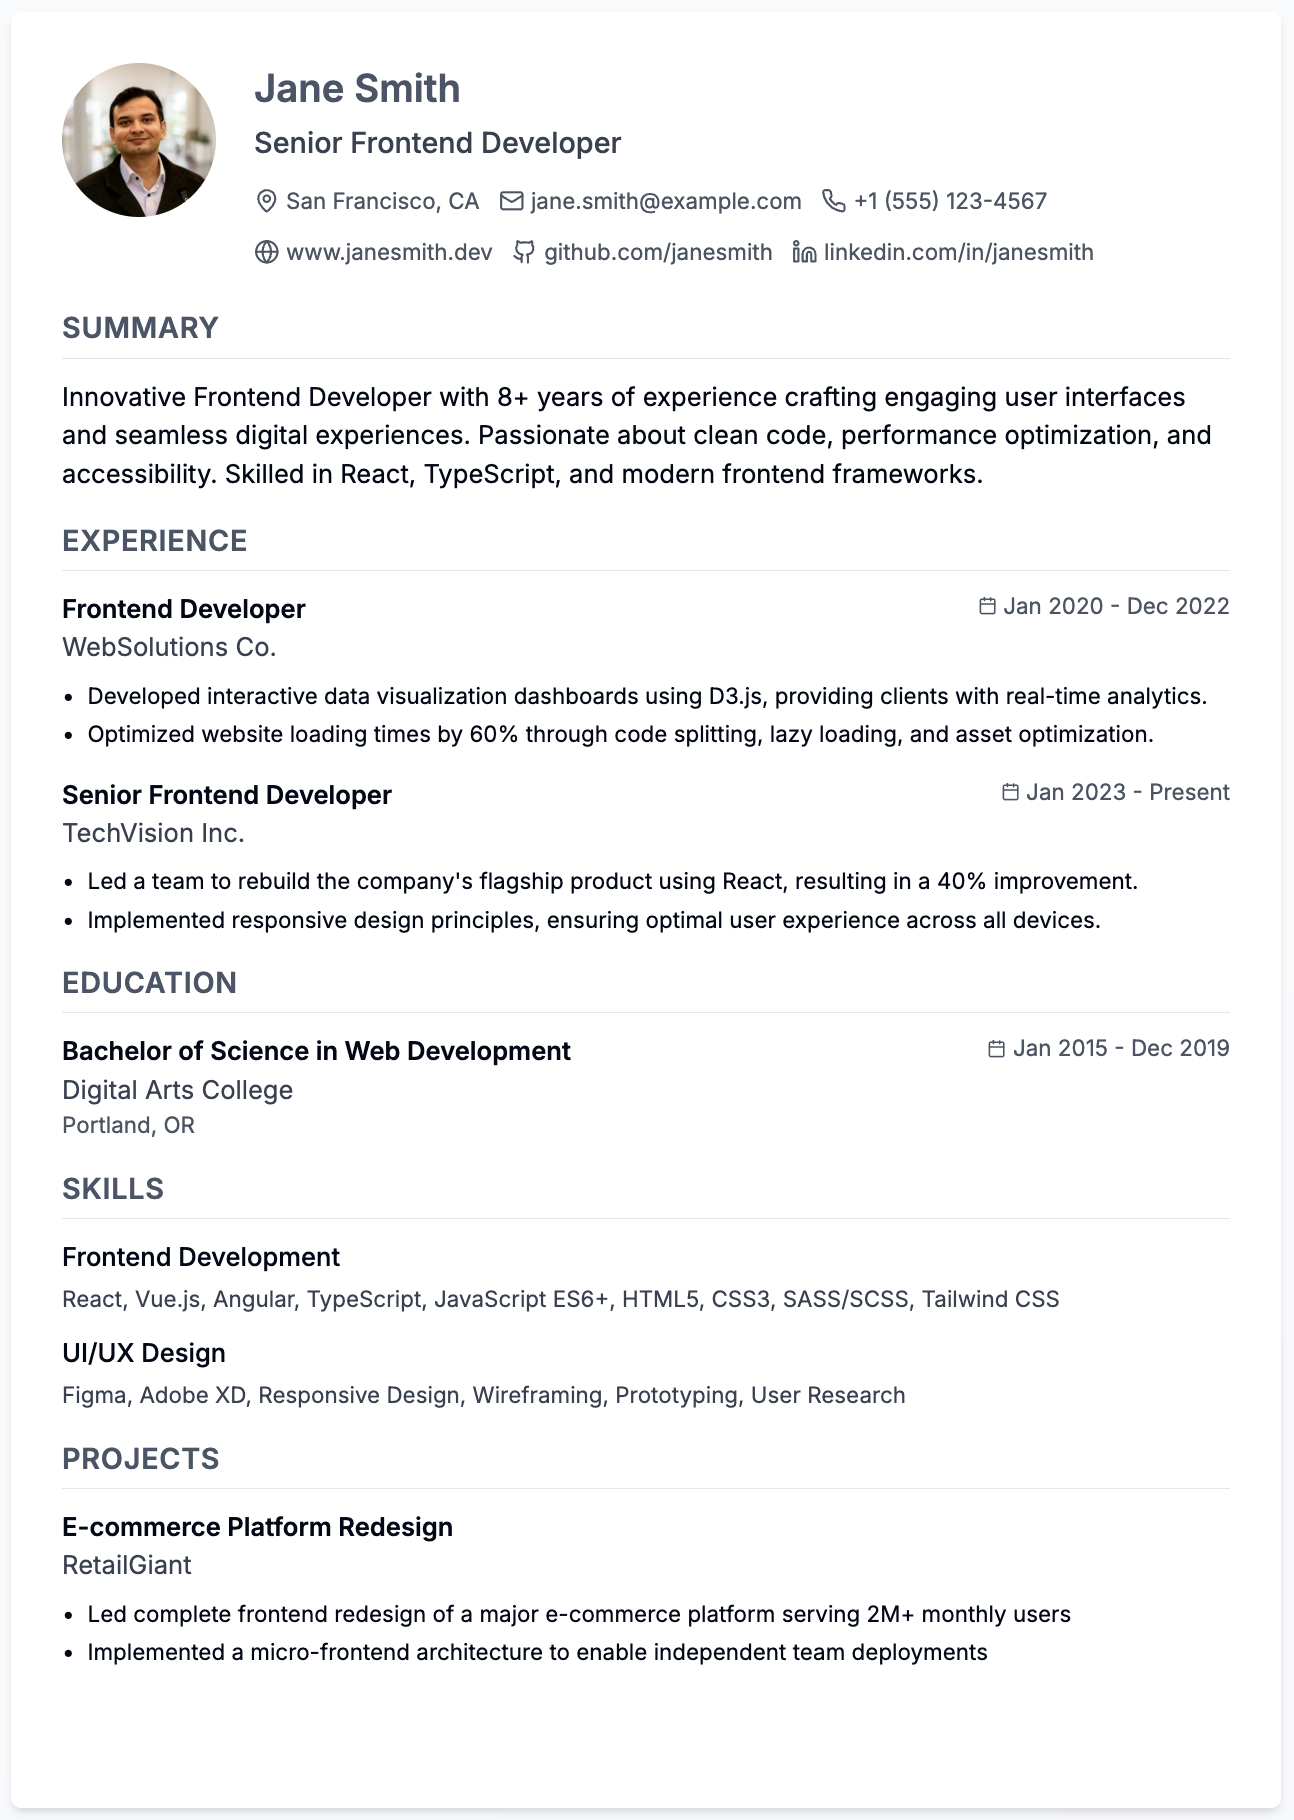 Jane Smith
Senior Frontend Developer
San Francisco, CA jane.smith@example.com +1 (555) 123-4567
www.janesmith.dev github.com/janesmith linkedin.com/in/janesmith
SUMMARY
Innovative Frontend Developer with 8+ years of experience crafting engaging user interfaces
and seamless digital experiences. Passionate about clean code, performance optimization, and
accessibility. Skilled in React, TypeScript, and modern frontend frameworks.
EXPERIENCE
Frontend Developer Jan 2020 - Dec 2022
WebSolutions Co.
• Developed interactive data visualization dashboards using D3.js, providing clients with real-time analytics.
• Optimized website loading times by 60% through code splitting, lazy loading, and asset optimization.
Senior Frontend Developer Jan 2023 - Present
TechVision Inc.
• Led a team to rebuild the company's flagship product using React, resulting in a 40% improvement.
• Implemented responsive design principles, ensuring optimal user experience across all devices.
EDUCATION
Bachelor of Science in Web Development Jan 2015 - Dec 2019
Digital Arts College
Portland, OR
SKILLS
Frontend Development
React, Vue.js, Angular, TypeScript, JavaScript ES6+, HTML5, CSS3, SASS/SCSS, Tailwind CSS
UI/UX Design
Figma, Adobe XD, Responsive Design, Wireframing, Prototyping, User Research
PROJECTS
E-commerce Platform Redesign
RetailGiant
• Led complete frontend redesign of a major e-commerce platform serving 2M+ monthly users
• Implemented a micro-frontend architecture to enable independent team deployments